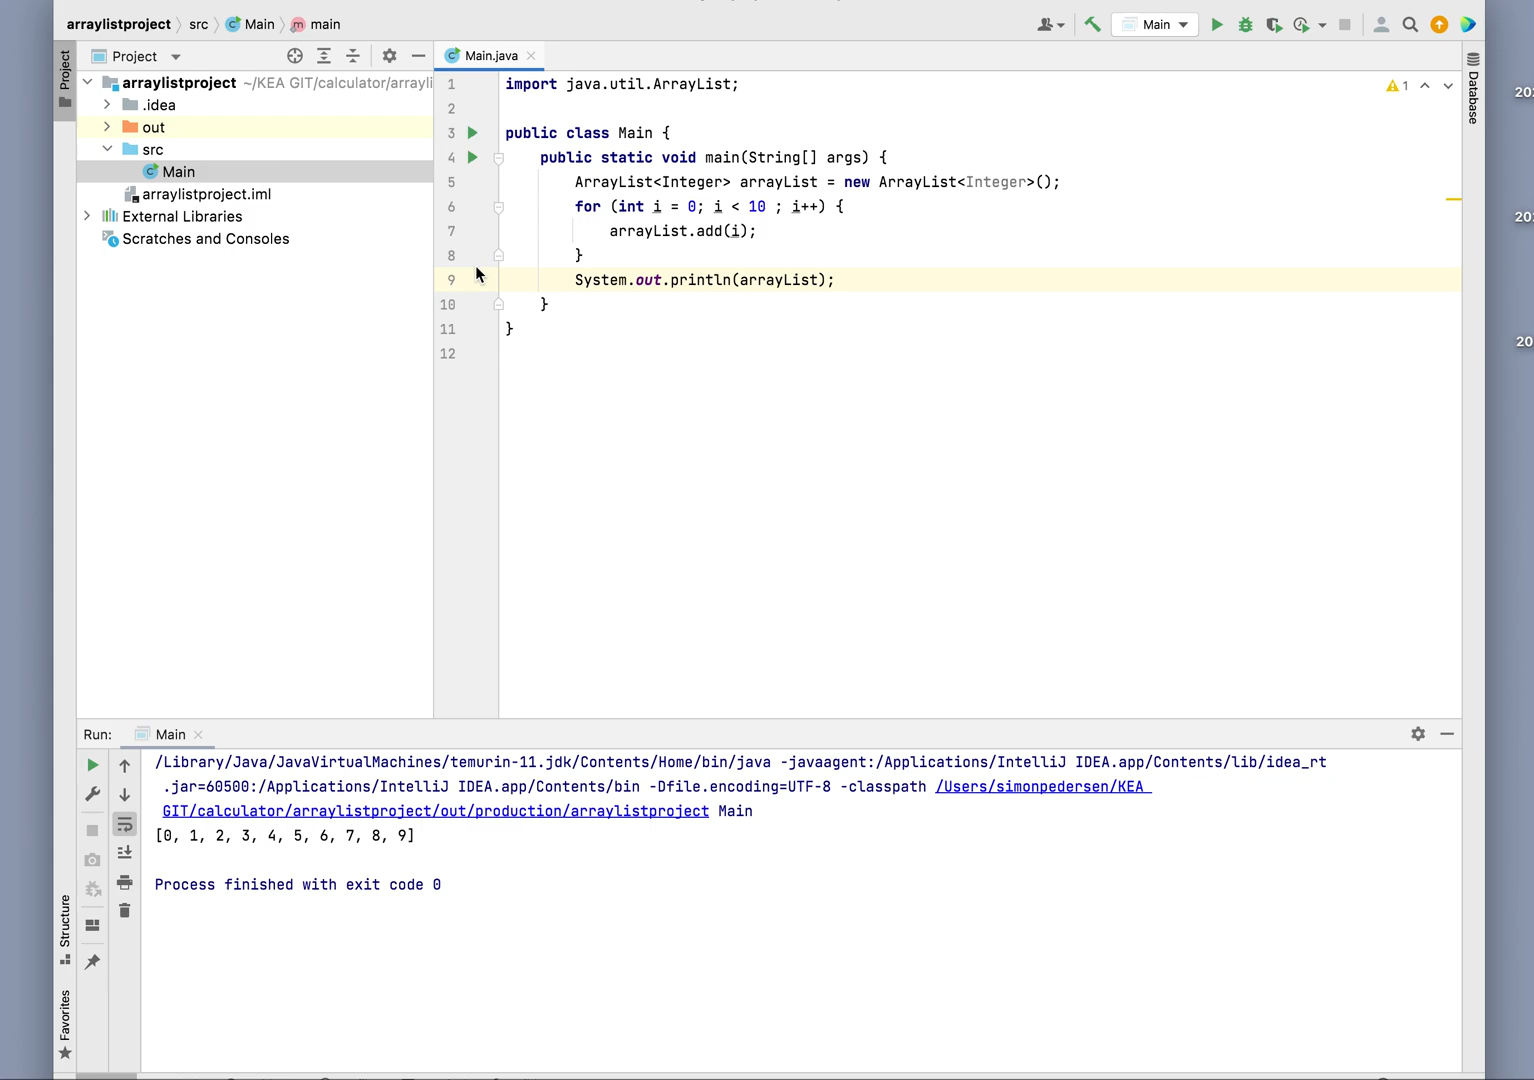 arraylistproject src Main main Main
Project
Main.java
Project
arraylistproject ~/KEA GIT/calculator/arrayli
.idea
out
src
Main
arraylistproject.iml
External Libraries
Scratches and Consoles
1 import java.util.ArrayList;
2
3 public class Main {
4 public static void main(String[] args) {
5 ArrayList<Integer> arrayList = new ArrayList<Integer>();
6 for (int i = 0; i < 10 ; i++) {
7 arrayList.add(i);
8 }
9 System.out.println(arrayList);
10 }
11 }
12
1
Database
202
202
20
Run: Main
/Library/Java/JavaVirtualMachines/temurin-11.jdk/Contents/Home/bin/java -javaagent:/Applications/IntelliJ IDEA.app/Contents/lib/idea_rt
.jar=60500:/Applications/IntelliJ IDEA.app/Contents/bin -Dfile.encoding=UTF-8 -classpath /Users/simonpedersen/KEA
GIT/calculator/arraylistproject/out/production/arraylistproject Main
[0, 1, 2, 3, 4, 5, 6, 7, 8, 9]
Process finished with exit code 0
Structure
Favorites